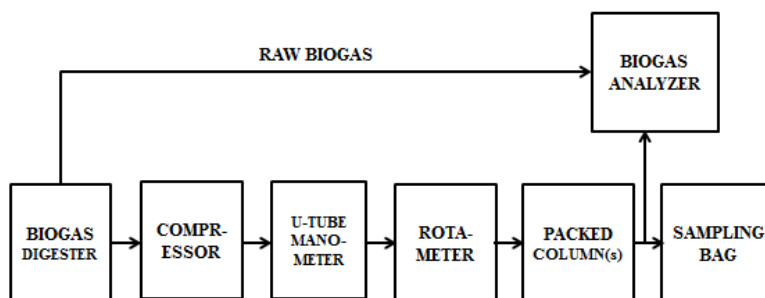 RAW BIOGAS
BIOGAS
ANALYZER
BIOGAS
DIGESTER
COMPR-
ESSOR
U-TUBE
MANO-
METER
ROTA-
METER
PACKED
COLUMN(s)
SAMPLING
BAG